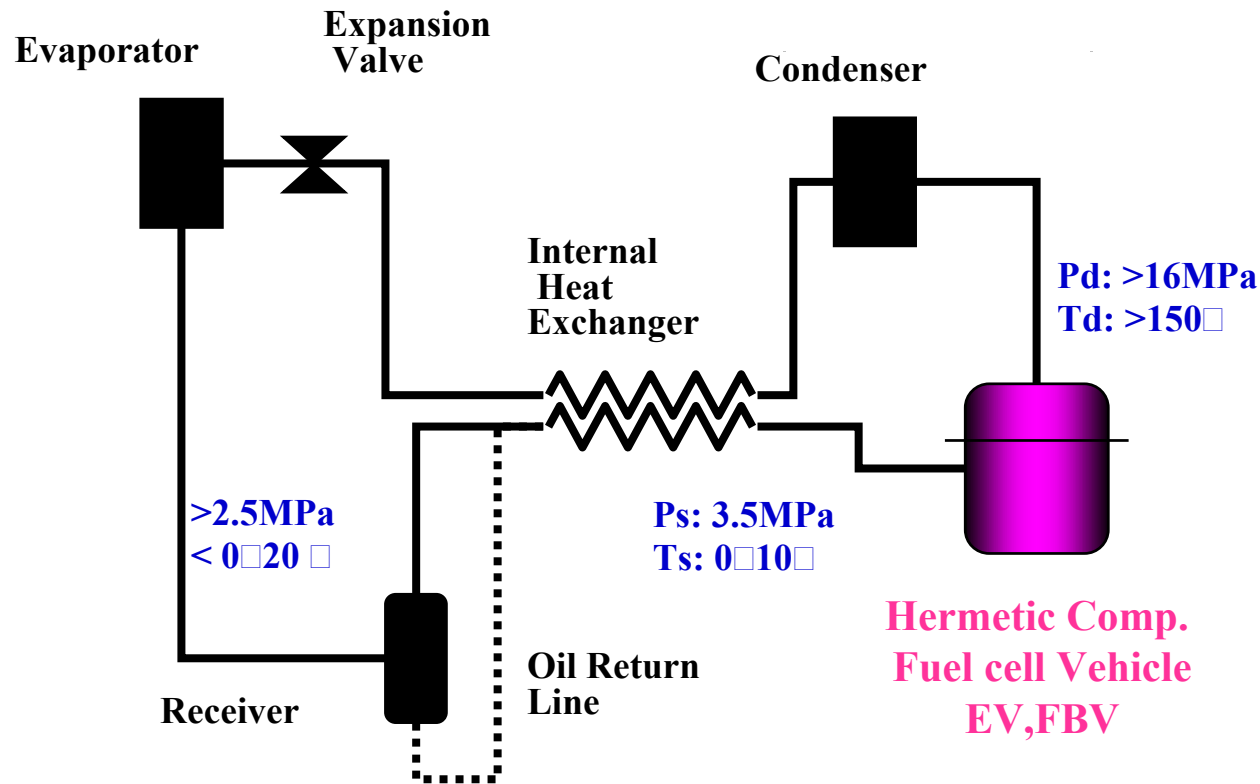 Expansion
Valve
Evaporator
Condenser
Internal
Heat
Exchanger
Pd: >16MPa
Td: >150□
>2.5MPa
< 0□20 □
Ps: 3.5MPa
Ts: 0□10□
Hermetic Comp.
Fuel cell Vehicle
EV,FBV
Oil Return
Line
Receiver